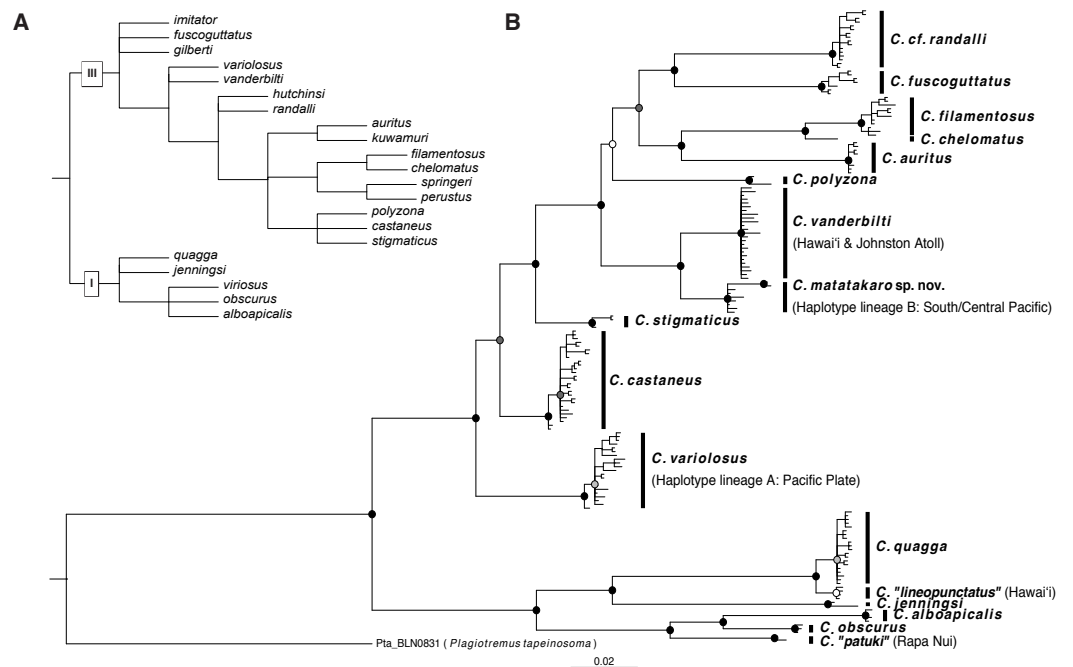 A
imitator
fuscoguttatus
gilberti
III
variolosus
vanderbilti
hutchinsi
randalli
auritus
kuwamuri
filamentosus
chelomatus
springeri
perustus
polyzona
castaneus
stigmaticus
quagga
jenningsi
I
viriosus
obscurus
alboapicalis
B
C. cf. randalli
C. fuscoguttatus
C. filamentosus
C. chelomatus
C. auritus
C. polyzona
C. vanderbilti
(Hawai‘i & Johnston Atoll)
C. matatakaro sp. nov.
(Haplotype lineage B: South/Central Pacific)
C. stigmaticus
C. castaneus
C. variolosus
(Haplotype lineage A: Pacific Plate)
C. quagga
C. "lineopunctatus" (Hawai‘i)
C. jenningsi
C. alboapicalis
C. obscurus
C. "patuki" (Rapa Nui)
Pta_BLN0831 (Plagiotremus tapeinosoma)
0.02